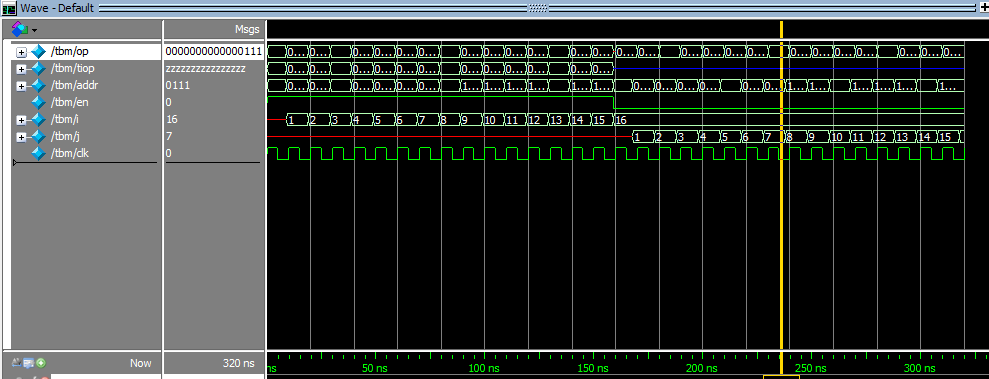 Wave - Default
Msgs
/tbm/op 0000000000000111 0... 0... 0... 0... 0... 0... 0... 0... 0... 0... 0... 0... 0... 0... 0... 0... 0... 0... 0... 0... 0... 0... 0... 0... 0... 0... 0...
/tbm/tiop zzzzzzzzzzzzzzzz 0... 0... 0... 0... 0... 0... 0... 0... 0... 0... 0... 0... 0... 0...
/tbm/addr 0111 0... 0... 0... 0... 0... 0... 1... 1... 1... 1... 1... 1... 1... 0... 0... 0... 0... 0... 0... 1... 1... 1... 1... 1... 1...
/tbm/en 0
/tbm/i 16 1 2 3 4 5 6 7 8 9 10 11 12 13 14 15 16
/tbm/j 7 1 2 3 4 5 6 7 8 9 10 11 12 13 14 15
/tbm/clk 0
Now 320 ns ns 50 ns 100 ns 150 ns 200 ns 250 ns 300 ns